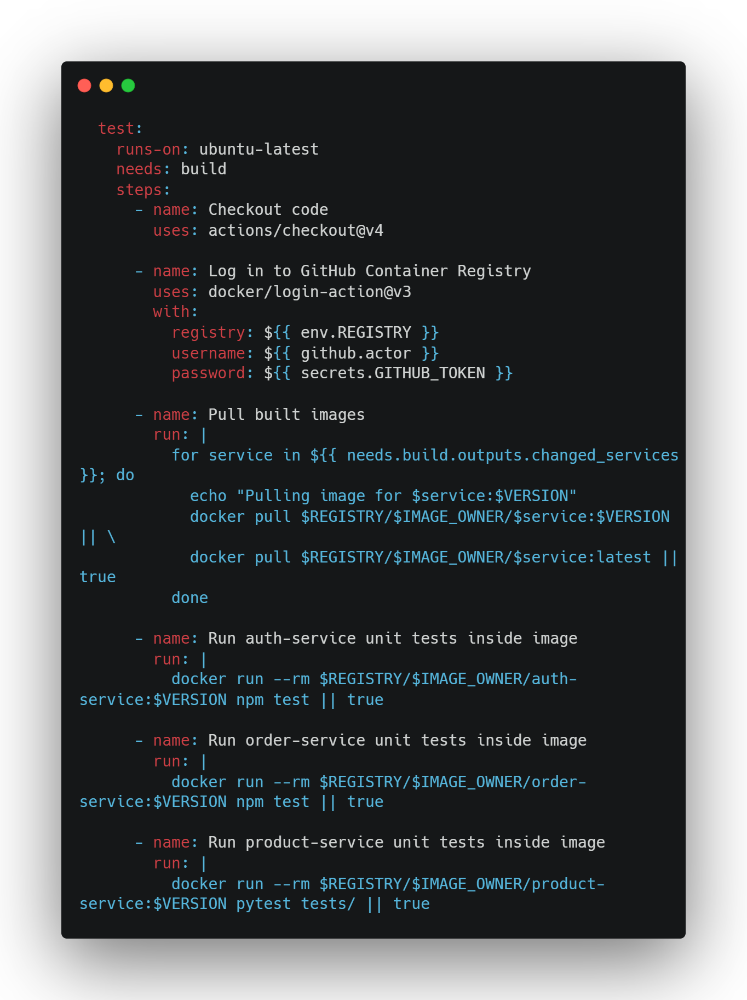 test:
runs-on: ubuntu-latest
needs: build
steps:
- name: Checkout code
uses: actions/checkout@v4
- name: Log in to GitHub Container Registry
uses: docker/login-action@v3
with:
registry: ${{ env.REGISTRY }}
username: ${{ github.actor }}
password: ${{ secrets.GITHUB_TOKEN }}
- name: Pull built images
run: |
for service in ${{ needs.build.outputs.changed_services
}}; do
echo "Pulling image for $service:$VERSION"
docker pull $REGISTRY/$IMAGE_OWNER/$service:$VERSION
|| \
docker pull $REGISTRY/$IMAGE_OWNER/$service:latest ||
true
done
- name: Run auth-service unit tests inside image
run: |
docker run --rm $REGISTRY/$IMAGE_OWNER/auth-
service:$VERSION npm test || true
- name: Run order-service unit tests inside image
run: |
docker run --rm $REGISTRY/$IMAGE_OWNER/order-
service:$VERSION npm test || true
- name: Run product-service unit tests inside image
run: |
docker run --rm $REGISTRY/$IMAGE_OWNER/product-
service:$VERSION pytest tests/ || true